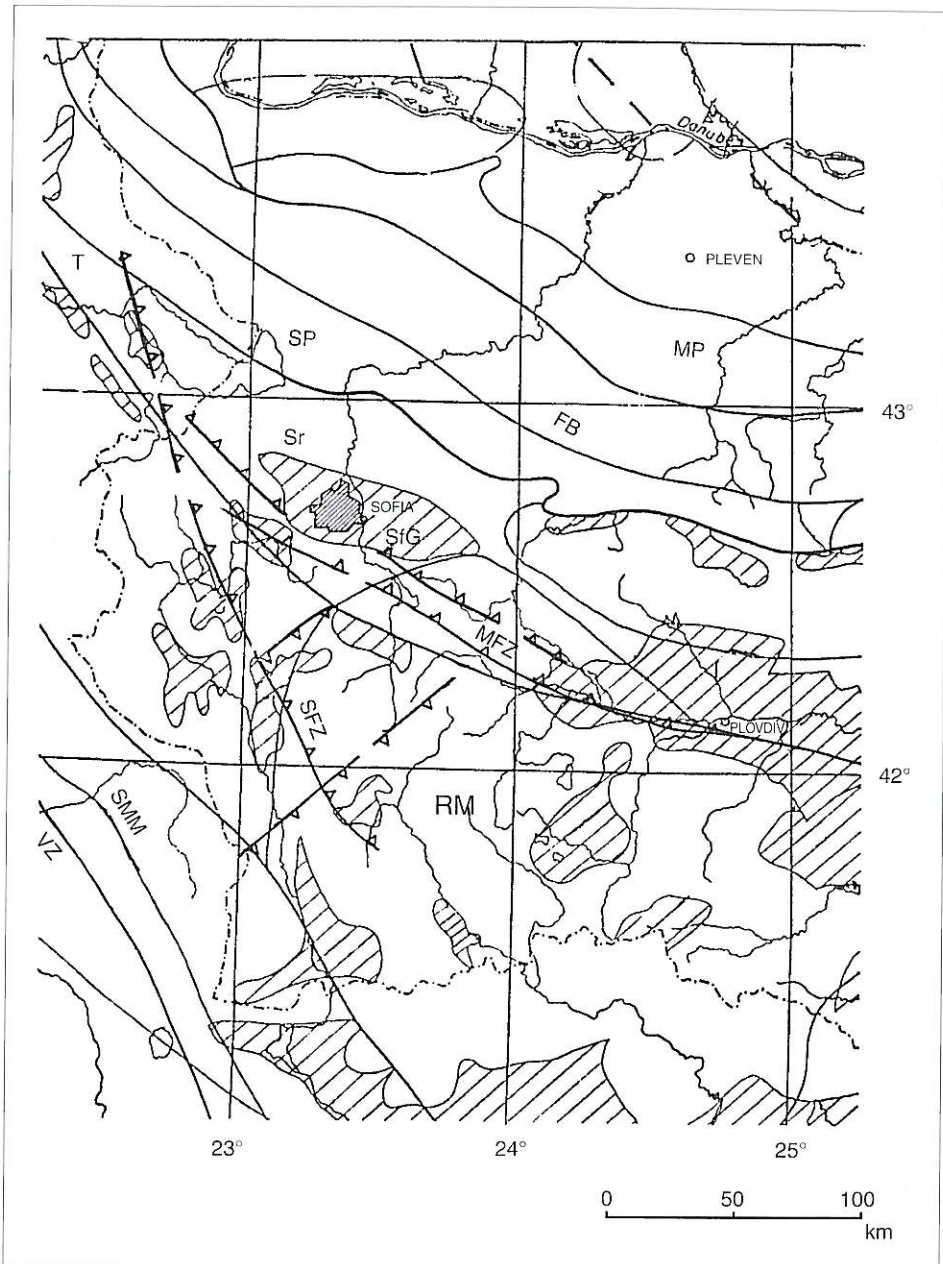 Danub
PLEVEN
T
SP
MP
43°
FB
Sr
SOFIA
SfG
MFZ
SFZ
PLOVDIV
42°
RM
SMM
VZ
23°
24°
25°
0 50 100
km